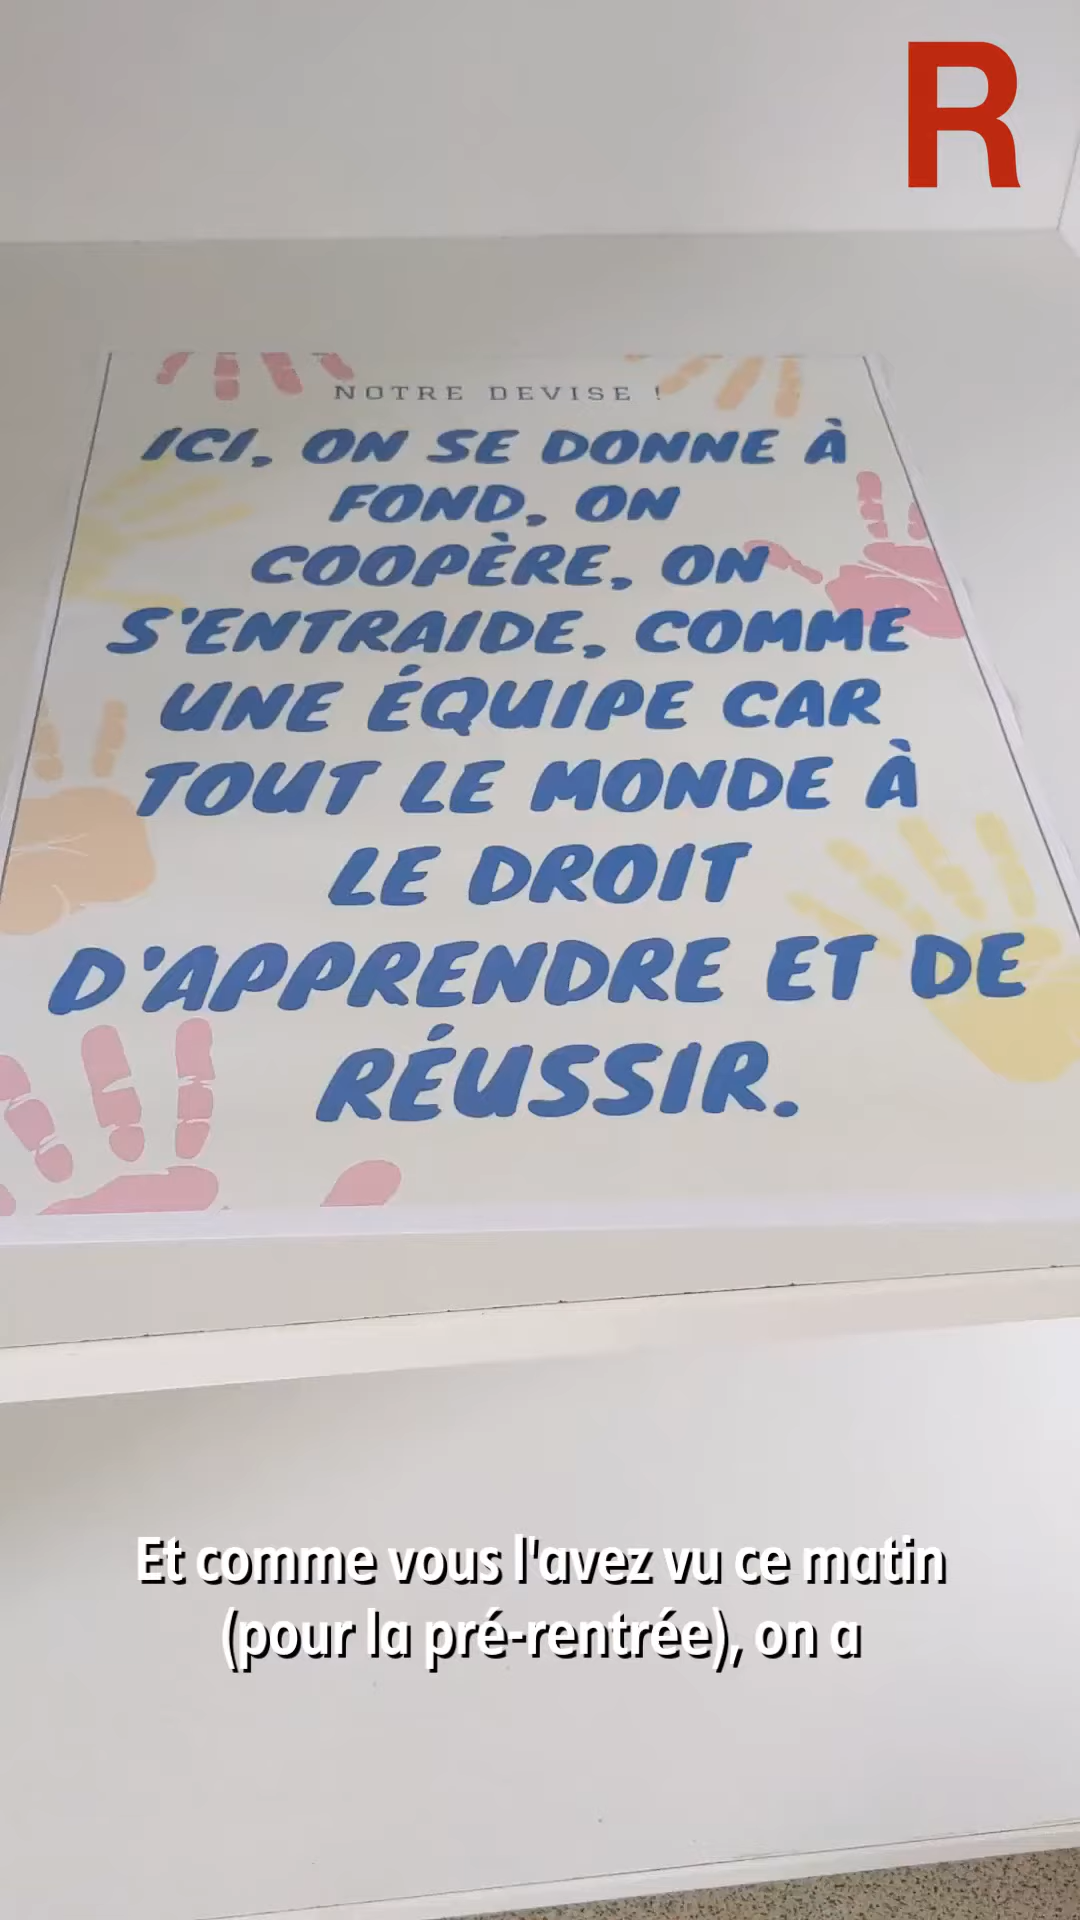 R
NOTRE DEVISE !
ICI, ON SE DONNE À
FOND, ON
COOPÈRE, ON
S'ENTRAIDE, COMME
UNE ÉQUIPE CAR
TOUT LE MONDE À
LE DROIT
D'APPRENDRE ET DE
RÉUSSIR.
Et comme vous l'avez vu ce matin
(pour la pré-rentrée), on a